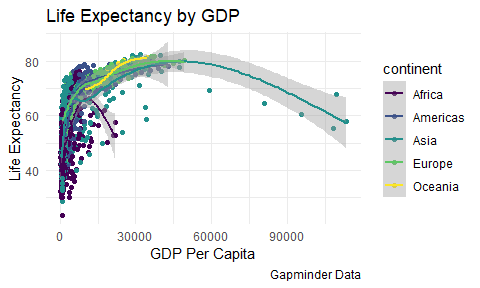 Life Expectancy by GDP
Life Expectancy
80
60
40
0
30000
60000
90000
GDP Per Capita
continent
Africa
Americas
Asia
Europe
Oceania
Gapminder Data